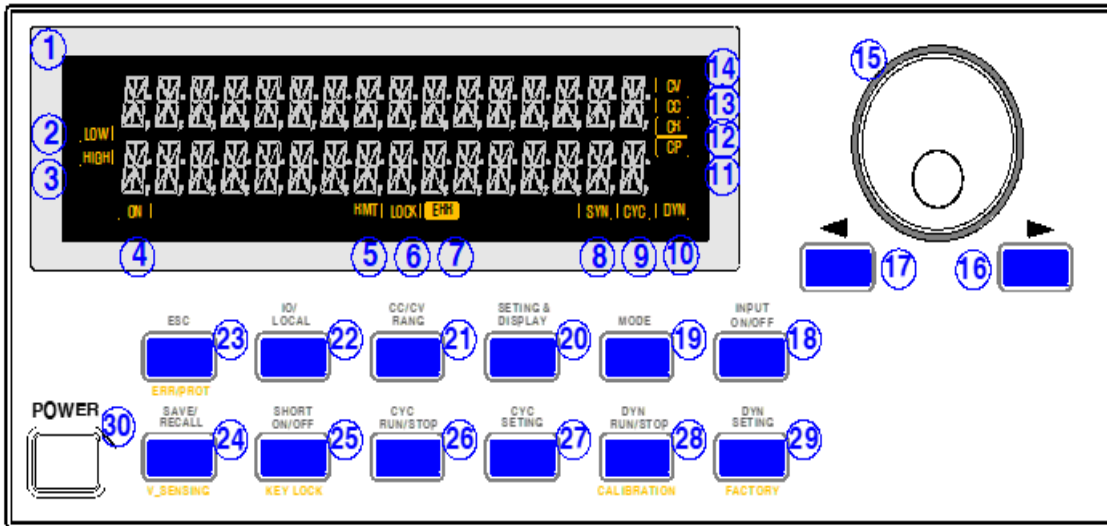 1
14
CV
CC
13
CH
12
CP
11
2
LOW
HIGH
3
ON
RMT
LOCK
ERR
SYN
CYC
DYN
4
5
6
7
8
9
10
15
17
16
ESC
IO/
LOCAL
CC/CV
RANG
SETING &
DISPLAY
MODE
INPUT
ON/OFF
23
22
21
20
19
18
ERR/PROT
POWER
30
SAVE/
RECALL
SHORT
ON/OFF
CYC
RUN/STOP
CYC
SETING
DYN
RUN/STOP
DYN
SETING
24
25
26
27
28
29
V_SENSING
KEY LOCK
CALIBRATION
FACTORY